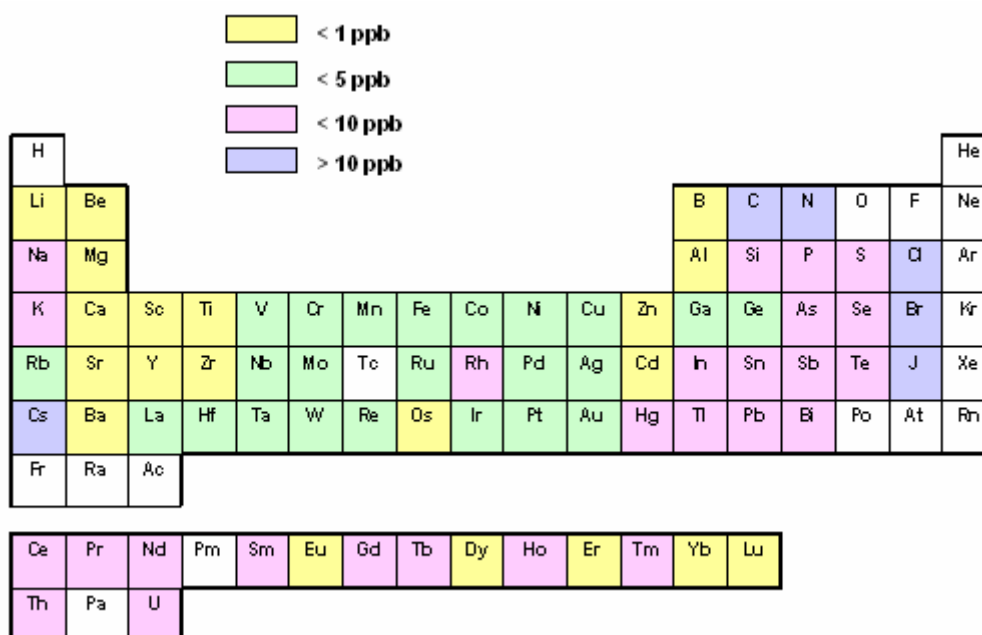 < 1 ppb
< 5 ppb
< 10 ppb
> 10 ppb
H He
Li Be B C N O F Ne
Na Mg Al Si P S Cl Ar
K Ca Sc Ti V Cr Mn Fe Co Ni Cu Zn Ga Ge As Se Br Kr
Rb Sr Y Zr Nb Mo Tc Ru Rh Pd Ag Cd In Sn Sb Te J Xe
Cs Ba La Hf Ta W Re Os Ir Pt Au Hg Tl Pb Bi Po At Rn
Fr Ra Ac
Ce Pr Nd Pm Sm Eu Gd Tb Dy Ho Er Tm Yb Lu
Th Pa U